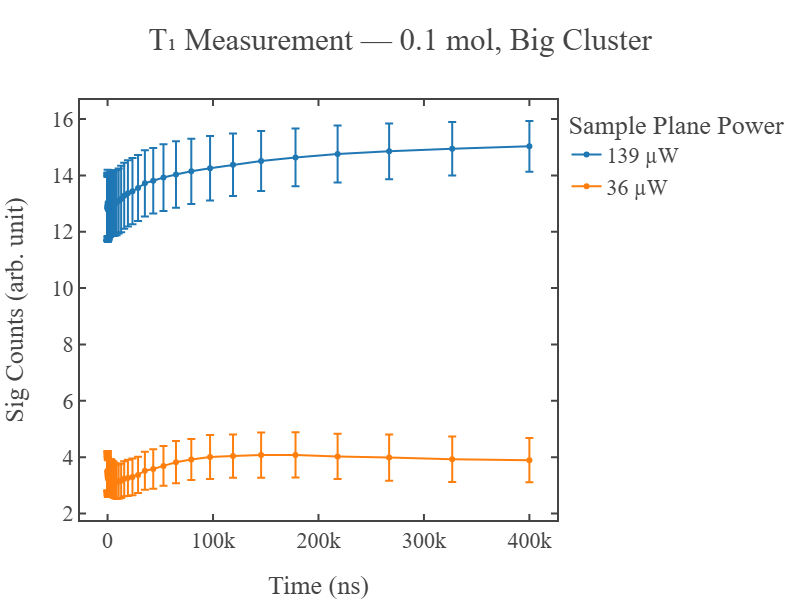 T₁ Measurement — 0.1 mol, Big Cluster
Sample Plane Power
139 µW
36 µW
Sig Counts (arb. unit)
16
14
12
10
8
6
4
2
0
100k
200k
300k
400k
Time (ns)